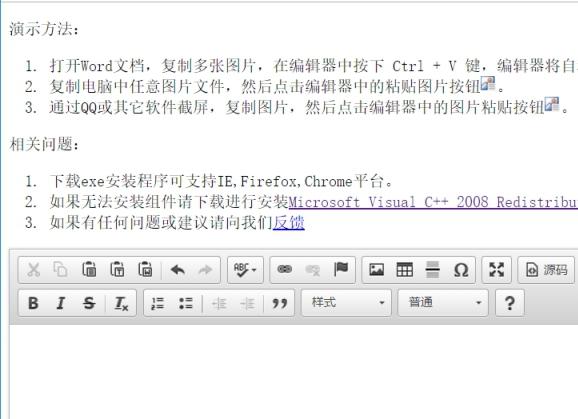 演示方法:
1. 打开Word文档，复制多张图片，在编辑器中按下 Ctrl + V 键，编辑器将自
2. 复制电脑中任意图片文件，然后点击编辑器中的粘贴图片按钮。
3. 通过QQ或其它软件截屏，复制图片，然后点击编辑器中的图片粘贴按钮。
相关问题:
1. 下载exe安装程序可支持IE,Firefox,Chrome平台。
2. 如果无法安装组件请下载进行安装Microsoft Visual C++ 2008 Redistribu
3. 如果有任何问题或建议请向我们反馈
ABC Ω 源码
B I S Tx 样式 普通 ?